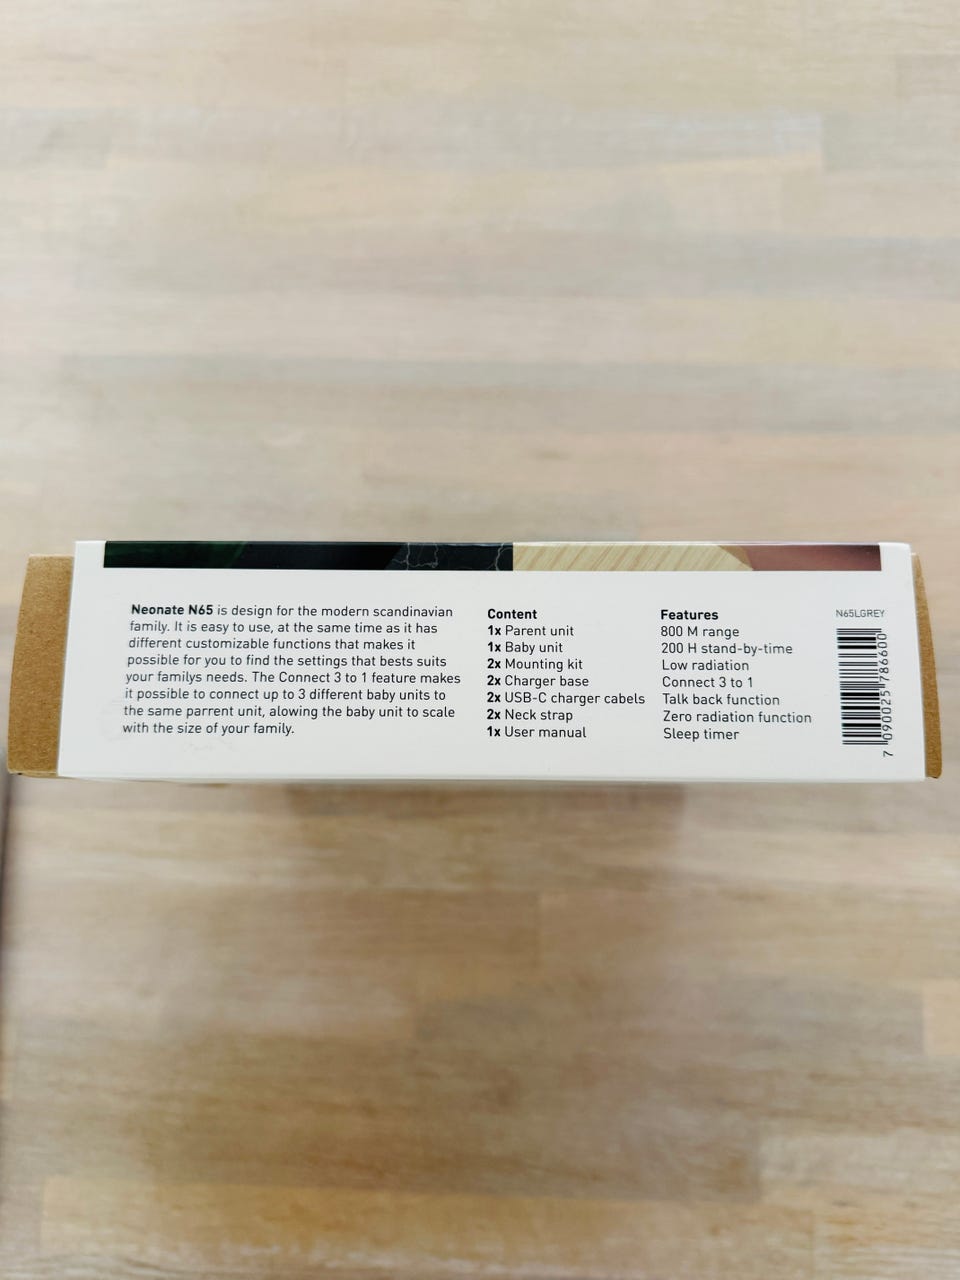 Neonate N65 is design for the modern scandinavian
family. It is easy to use, at the same time as it has
different customizable functions that makes it
possible for you to find the settings that bests suits
your familys needs. The Connect 3 to 1 feature makes
it possible to connect up to 3 different baby units to
the same parrent unit, alowing the baby unit to scale
with the size of your family.
Content
1x Parent unit
1x Baby unit
2x Mounting kit
2x Charger base
2x USB-C charger cabels
2x Neck strap
1x User manual
Features
800 M range
200 H stand-by-time
Low radiation
Connect 3 to 1
Talk back function
Zero radiation function
Sleep timer
N65LGREY
7 090025 786600